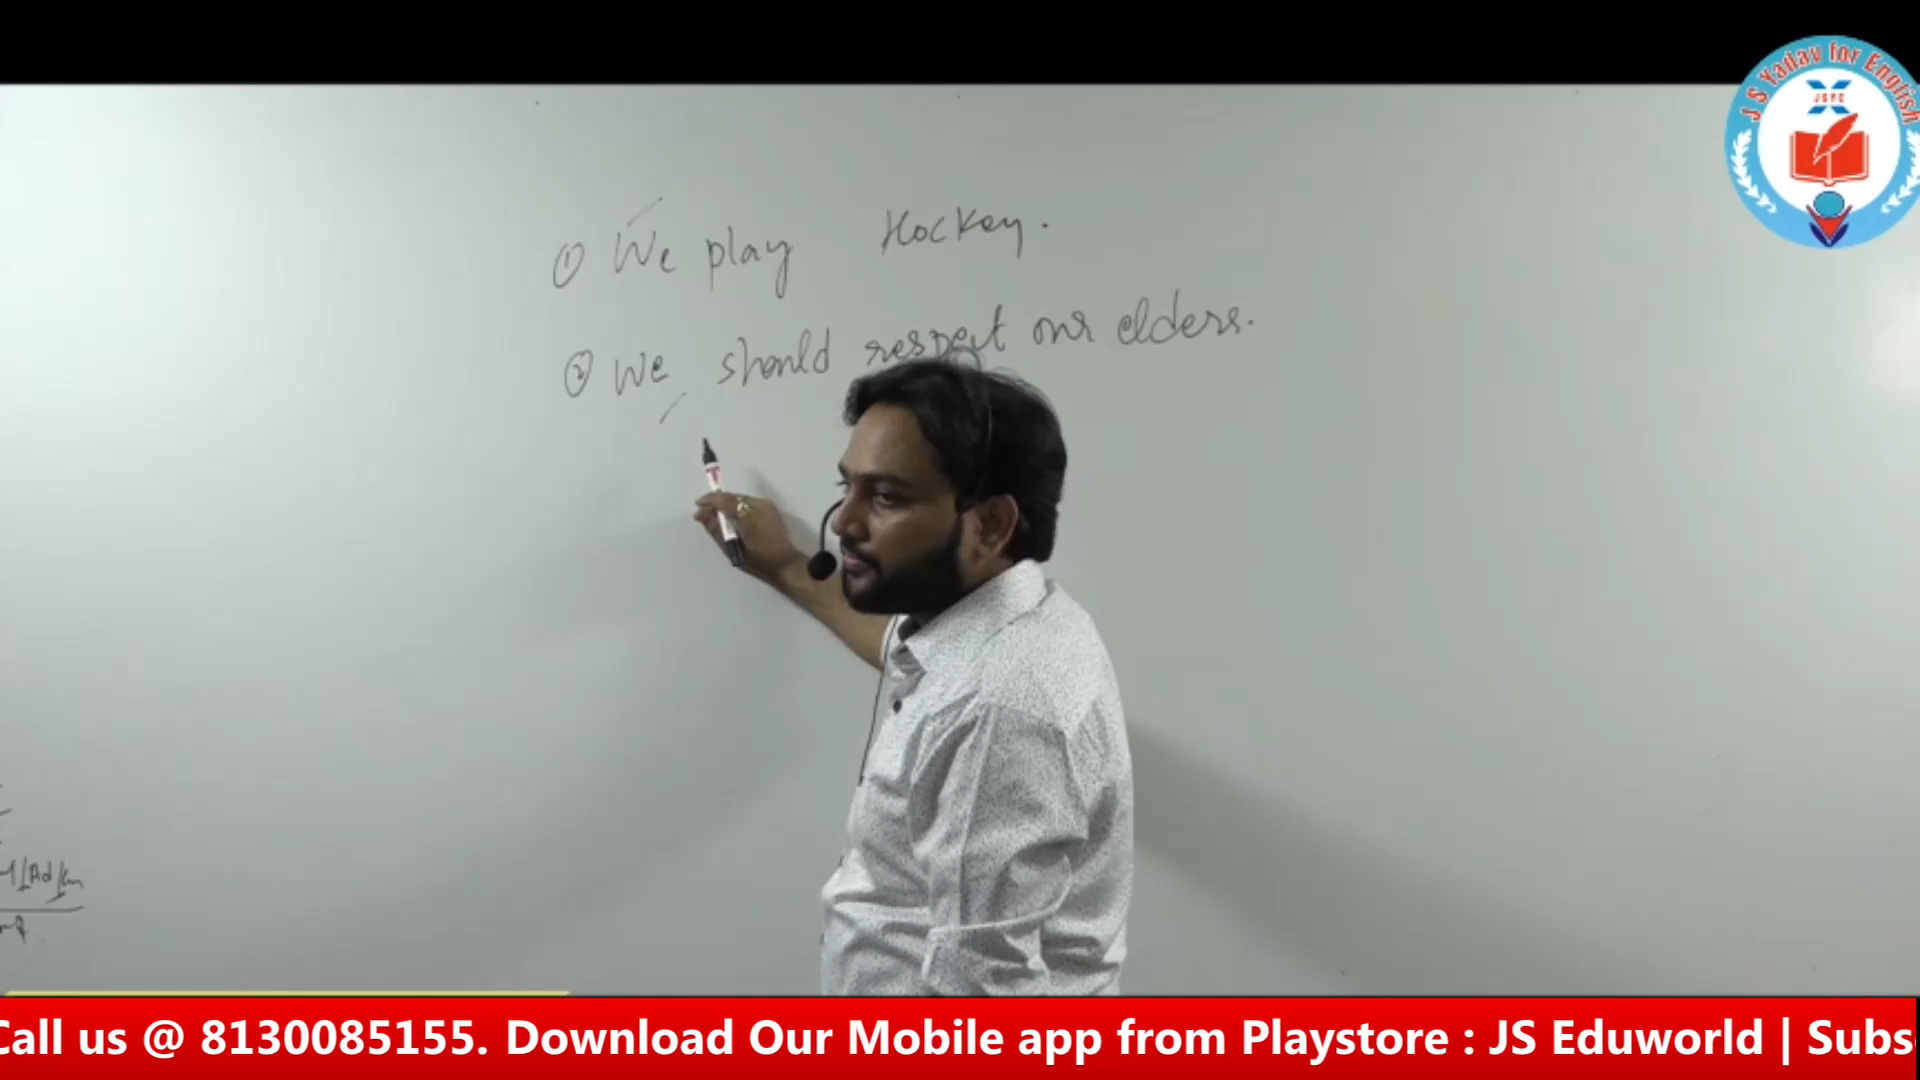 J S Yadav for English
JSYE
① We play Hockey.
② We should respect our elders.
Call us @ 8130085155. Download Our Mobile app from Playstore : JS Eduworld | Subs